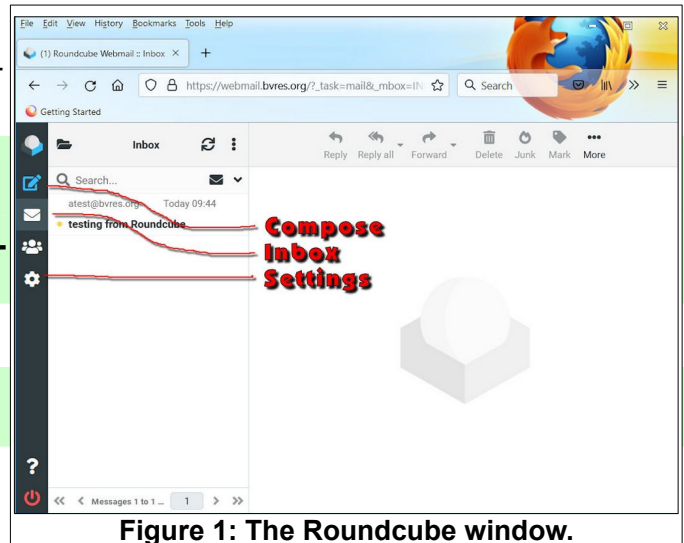 File Edit View History Bookmarks Tools Help
(1) Roundcube Webmail :: Inbox × +
https://webmail.bvres.org/?_task=mail&_mbox=IN Search
Getting Started
Inbox
Reply Reply all Forward Delete Junk Mark More
Search...
atest@bvres.org Today 09:44
testing from Roundcube
Compose
Inbox
Settings
?
Messages 1 to 1 ... 1
Figure 1: The Roundcube window.